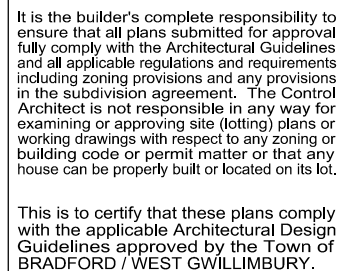 It is the builder's complete responsibility to
ensure that all plans submitted for approval
fully comply with the Architectural Guidelines
and all applicable regulations and requirements
including zoning provisions and any provisions
in the subdivision agreement. The Control
Architect is not responsible in any way for
examining or approving site (lotting) plans or
working drawings with respect to any zoning or
building code or permit matter or that any
house can be properly built or located on its lot.
This is to certify that these plans comply
with the applicable Architectural Design
Guidelines approved by the Town of
BRADFORD / WEST GWILLIMBURY.